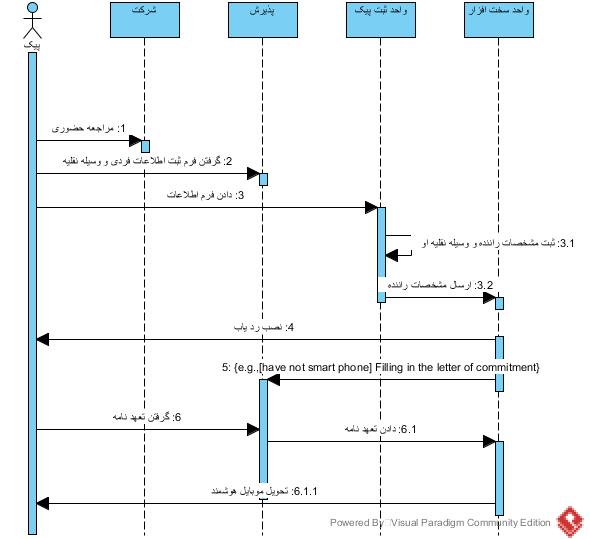 شرکت
پذیرش
واحد ثبت پیک
واحد سخت افزار
پیک
1: مراجعه حضوری
2: گرفتن فرم ثبت اطلاعات فردی و وسیله نقلیه
3: دادن فرم اطلاعات
3.1: ثبت مشخصات راننده و وسیله نقلیه او
3.2: ارسال مشخصات راننده
4: نصب رد یاب
5: {e.g.,[have not smart phone] Filling in the letter of commitment}
6: گرفتن تعهد نامه
6.1: دادن تعهد نامه
6.1.1: تحویل موبایل هوشمند
Powered By Visual Paradigm Community Edition